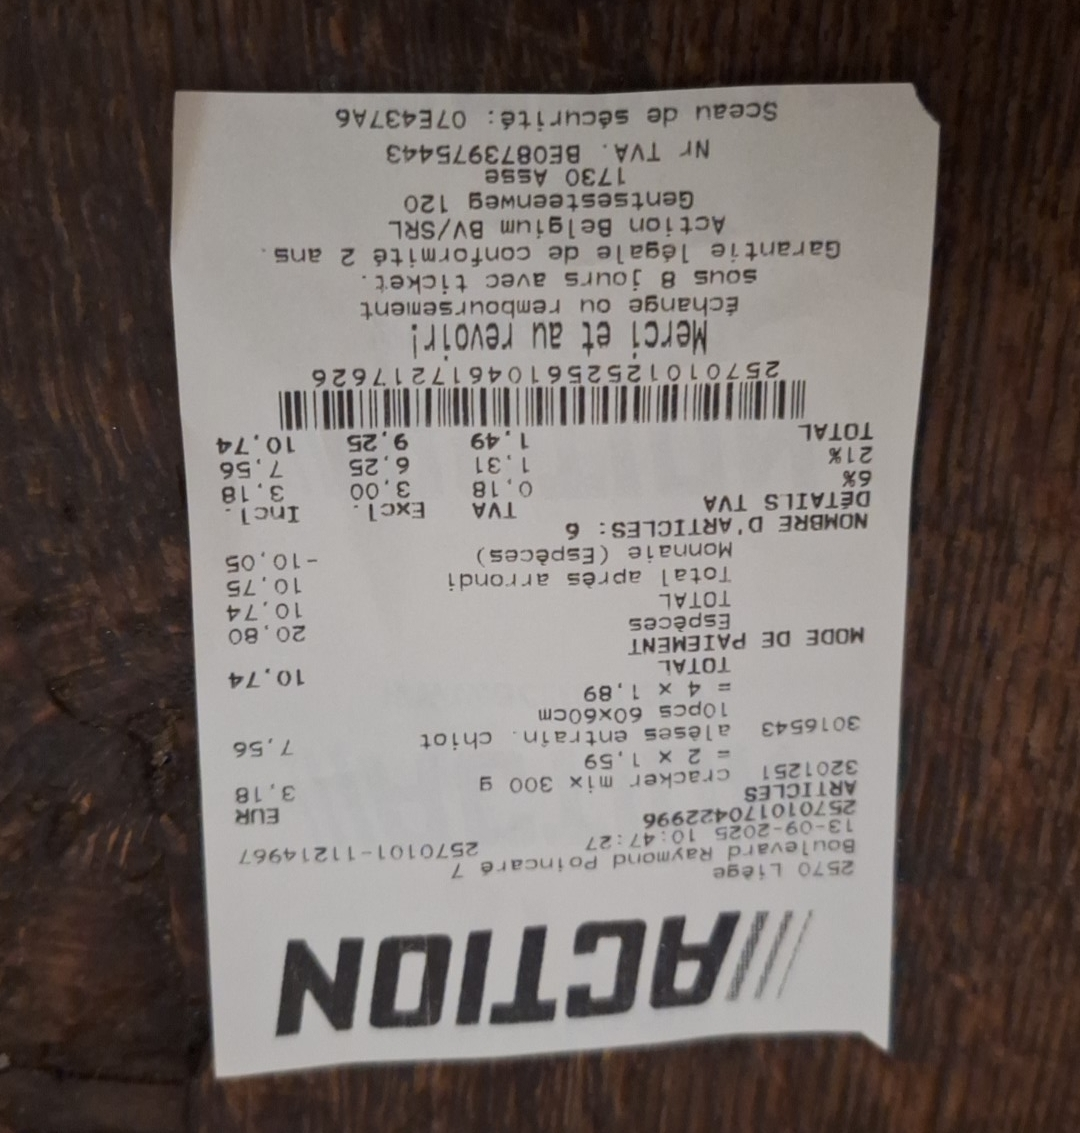 ACTION
2570 Liège
Boulevard Raymond Poincaré 7
13-09-2025 10:47:27 2570101-11214967
257010170422996
ARTICLES EUR
3201251 cracker mix 300 g 3,18
= 2 x 1,59
3016543 alèses entraîn. chiot 7,56
10pcs 60x60cm
= 4 x 1,89
TOTAL 10,74
MODE DE PAIEMENT
Espèces 20,80
TOTAL 10,74
Total après arrondi 10,75
Monnaie (Espèces) -10,05
NOMBRE D'ARTICLES: 6
DÉTAILS TVA TVA Excl. Incl.
6% 0,18 3,00 3,18
21% 1,31 6,25 7,56
TOTAL 1,49 9,25 10,74
2570101252561046172176​26
Merci et au revoir!
Échange ou remboursement
sous 8 jours avec ticket.
Garantie légale de conformité 2 ans.
Action Belgium BV/SRL
Gentsesteenweg 120
1730 Asse
Nr TVA. BE0873975443
Sceau de sécurité: 07E437A6